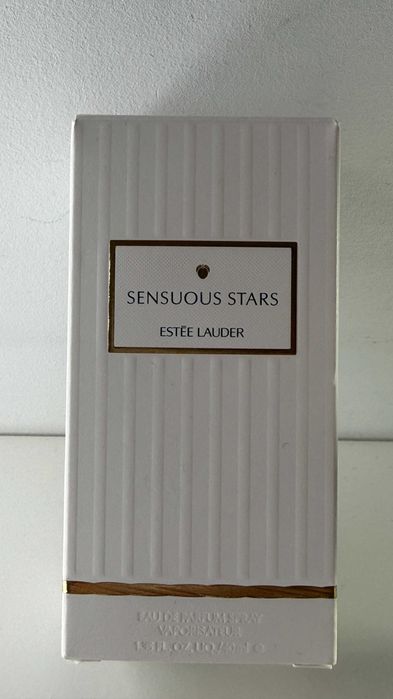 SENSUOUS STARS
ESTĒE LAUDER
EAU DE PARFUM SPRAY
VAPORISATEUR